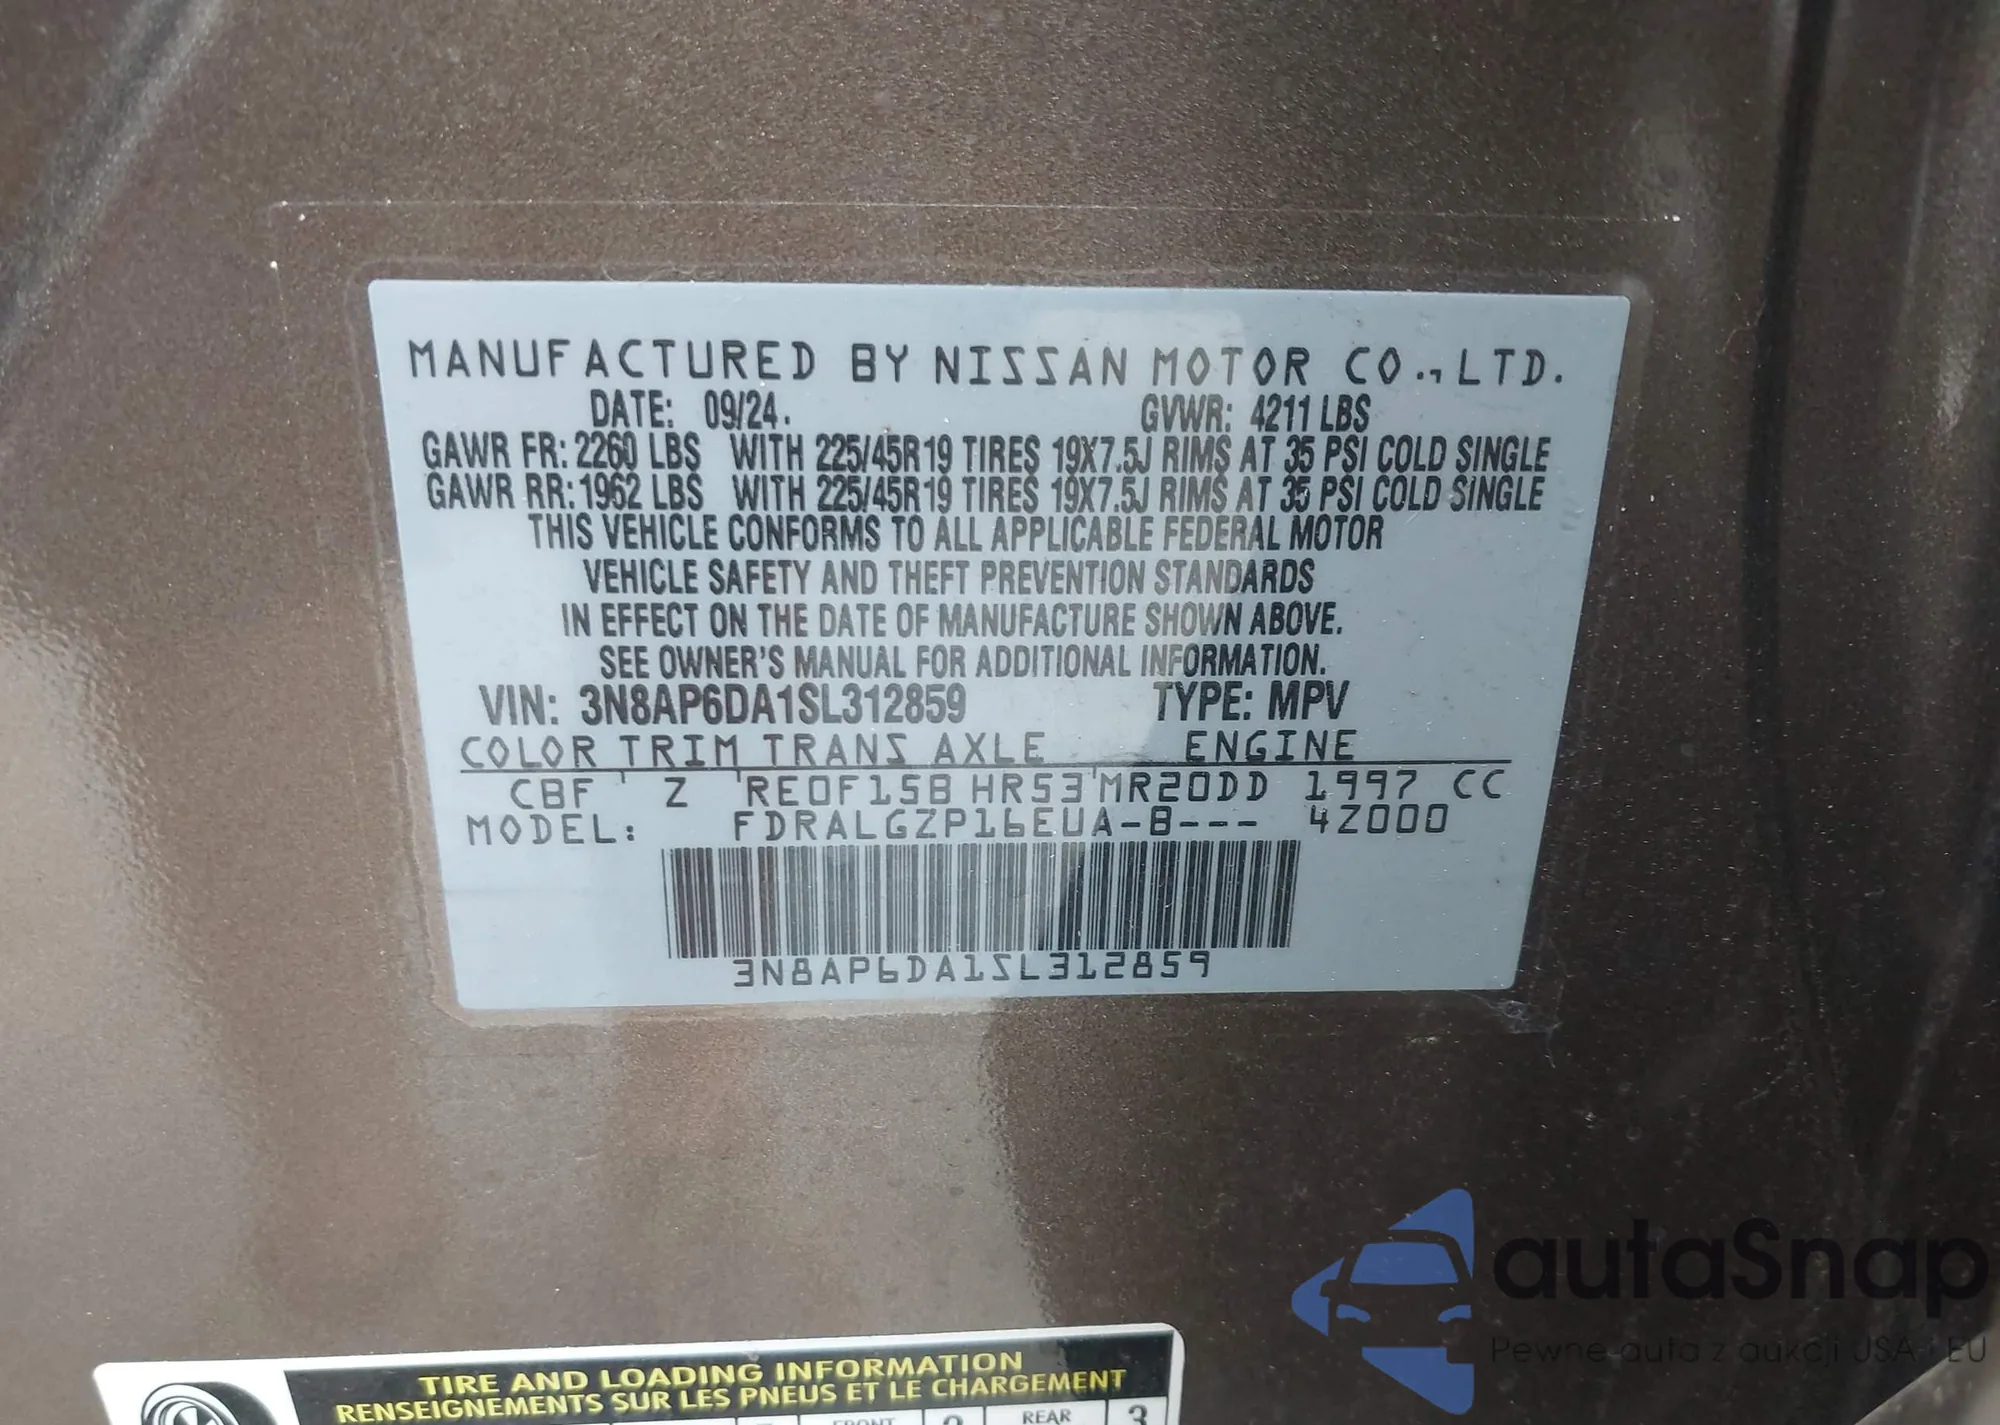 MANUFACTURED BY NISSAN MOTOR CO., LTD.
DATE: 09/24. GVWR: 4211 LBS
GAWR FR: 2260 LBS WITH 225/45R19 TIRES 19X7.5J RIMS AT 35 PSI COLD SINGLE
GAWR RR: 1962 LBS WITH 225/45R19 TIRES 19X7.5J RIMS AT 35 PSI COLD SINGLE
THIS VEHICLE CONFORMS TO ALL APPLICABLE FEDERAL MOTOR
VEHICLE SAFETY AND THEFT PREVENTION STANDARDS
IN EFFECT ON THE DATE OF MANUFACTURE SHOWN ABOVE.
SEE OWNER'S MANUAL FOR ADDITIONAL INFORMATION.
VIN: 3N8AP6DA1SL312859 TYPE: MPV
COLOR TRIM TRANS AXLE ENGINE
CBF Z RE0F15B HR53 MR20DD 1997 CC
MODEL: FDRALGZP16EUA-B--- 4Z000
3N8AP6DA1SL312859
autaSnap
Pewne auta z aukcji USA i EU
TIRE AND LOADING INFORMATION
RENSEIGNEMENTS SUR LES PNEUS ET LE CHARGEMENT
FRONT 2 REAR 3